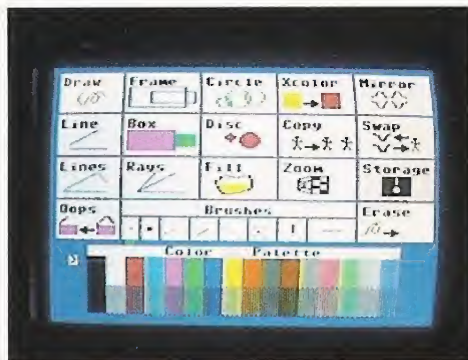 Draw Frame Circle Xcolor Mirror
Line Box Disc Copy Swap
Lines Rays Fill Zoom Storage
Oops Brushes Erase
Color Palette